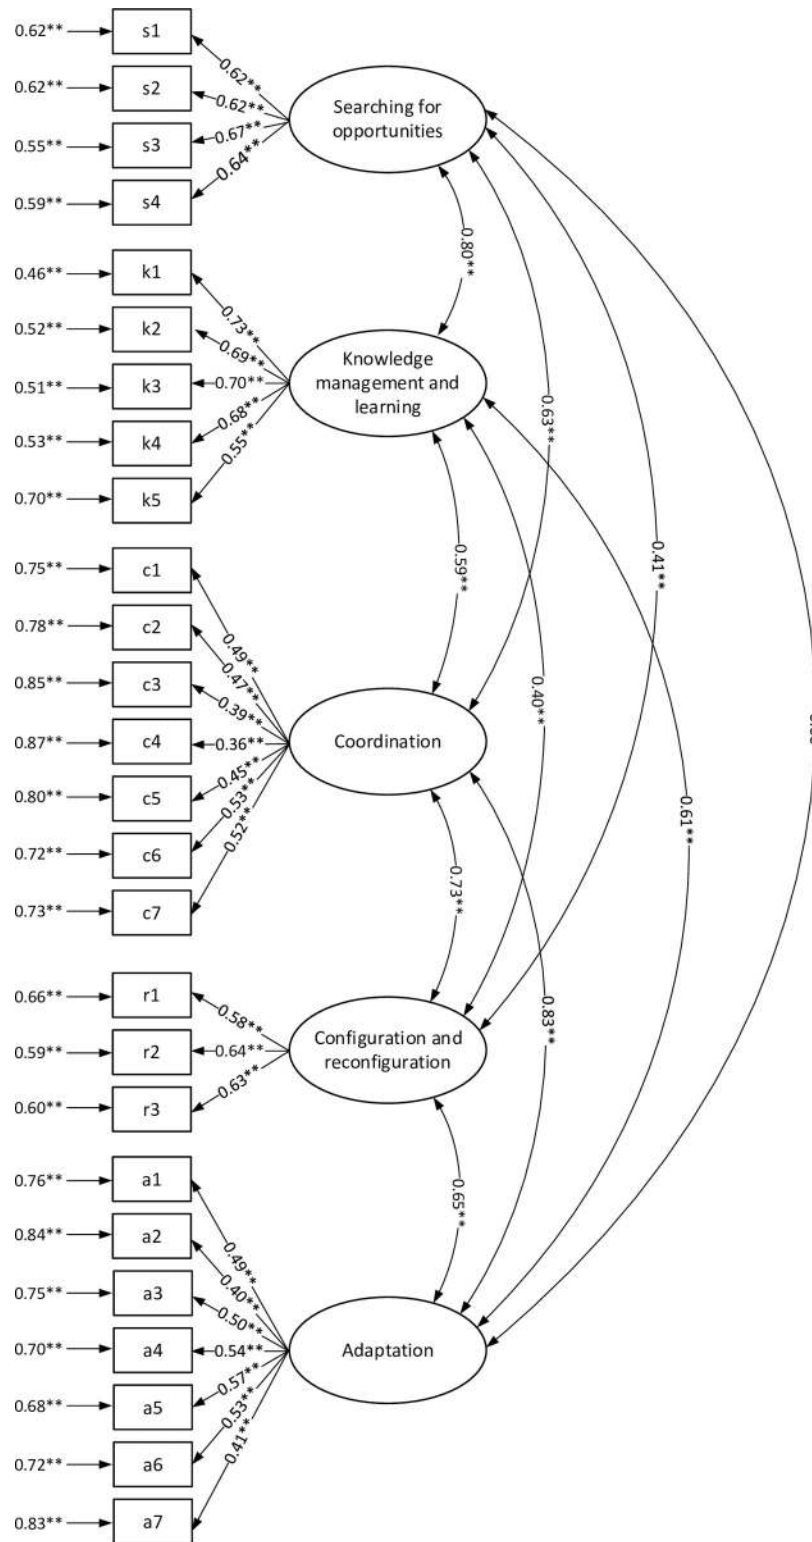 0.62** s1 0.62**
0.62** s2 0.62**
0.55** s3 0.67**
0.59** s4 0.64**
Searching for
opportunities
0.80**
0.46** k1 0.73**
0.52** k2 0.69**
0.51** k3 0.70**
0.53** k4 0.68**
0.70** k5 0.55**
Knowledge
management and
learning
0.63**
0.59**
0.41**
0.75** c1 0.49**
0.78** c2 0.47**
0.85** c3 0.39**
0.87** c4 0.36**
0.80** c5 0.45**
0.72** c6 0.53**
0.73** c7 0.52**
Coordination
0.40**
0.61**
0.73**
0.66** r1 0.58**
0.59** r2 0.64**
0.60** r3 0.63**
Configuration and
reconfiguration
0.83**
0.65**
0.76** a1 0.49**
0.84** a2 0.40**
0.75** a3 0.50**
0.70** a4 0.54**
0.68** a5 0.57**
0.72** a6 0.53**
0.83** a7 0.41**
Adaptation